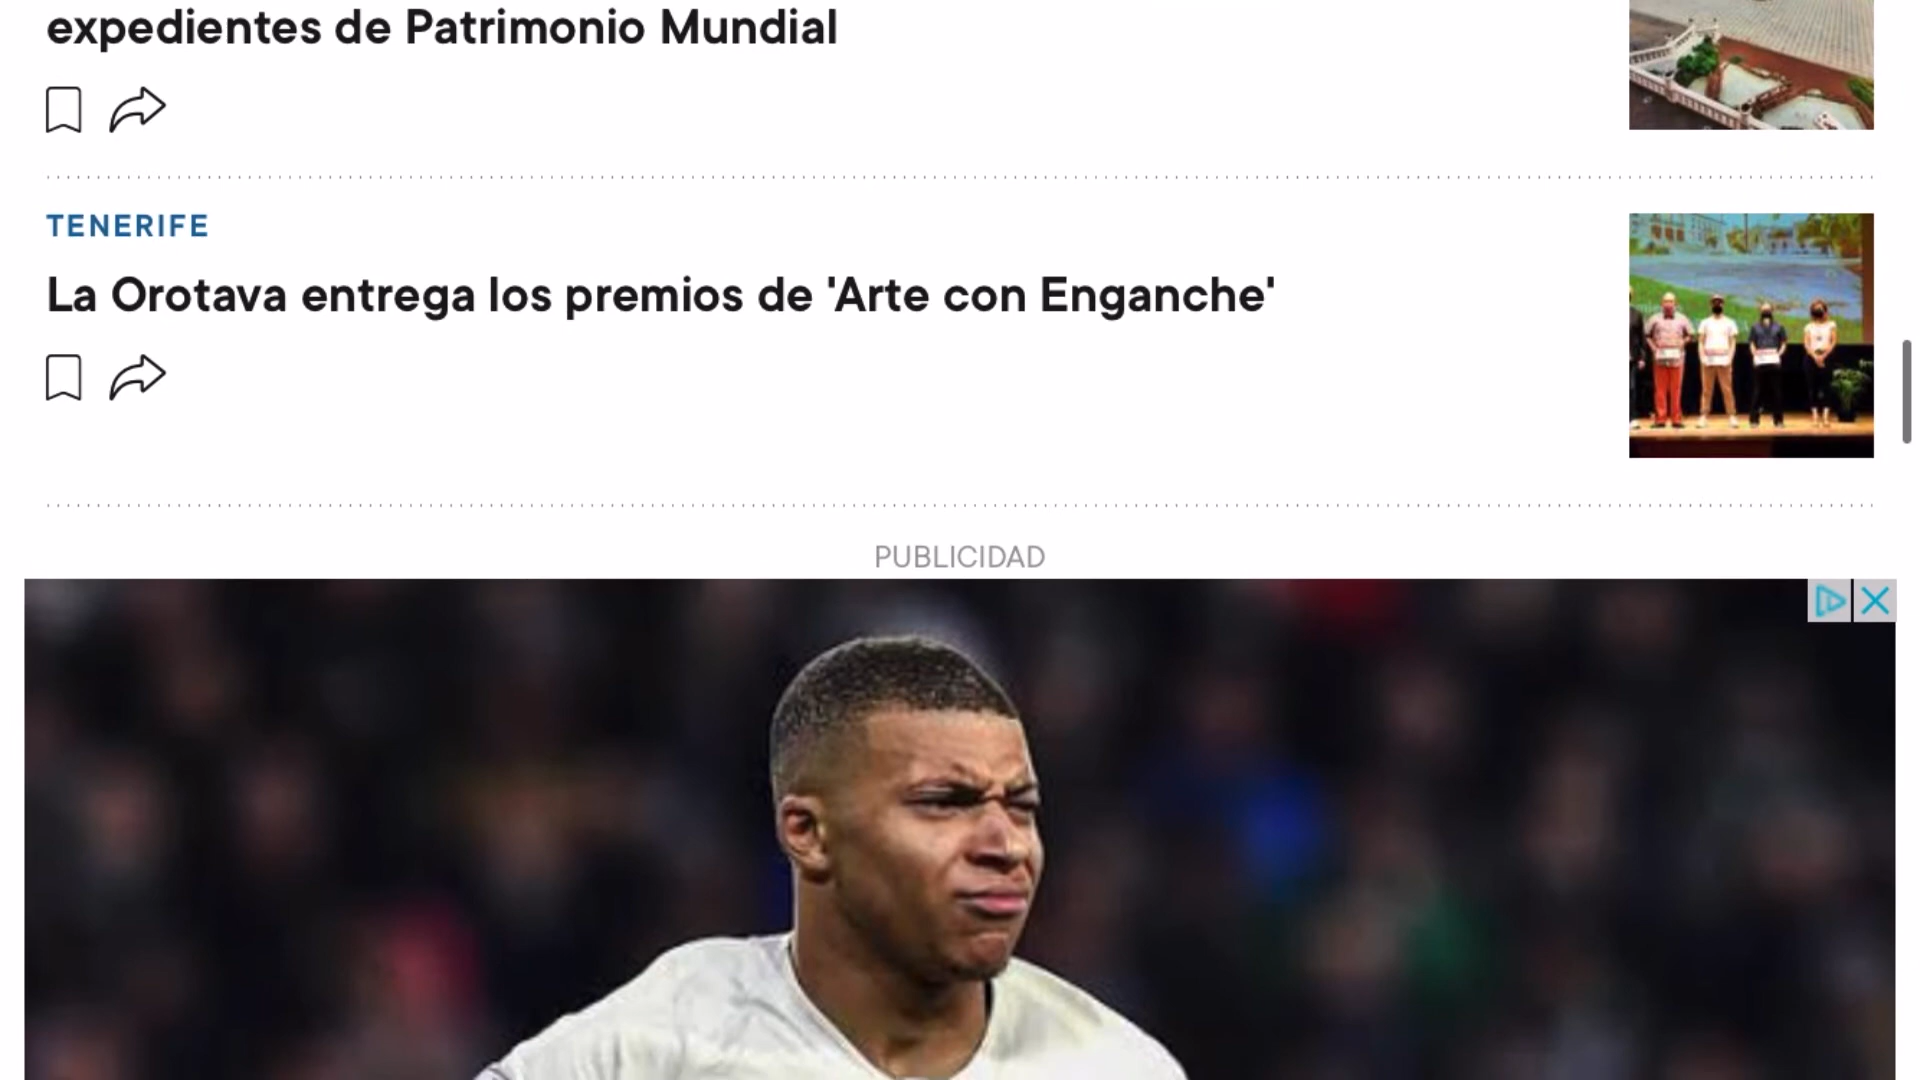 expedientes de Patrimonio Mundial
TENERIFE
La Orotava entrega los premios de 'Arte con Enganche'
PUBLICIDAD